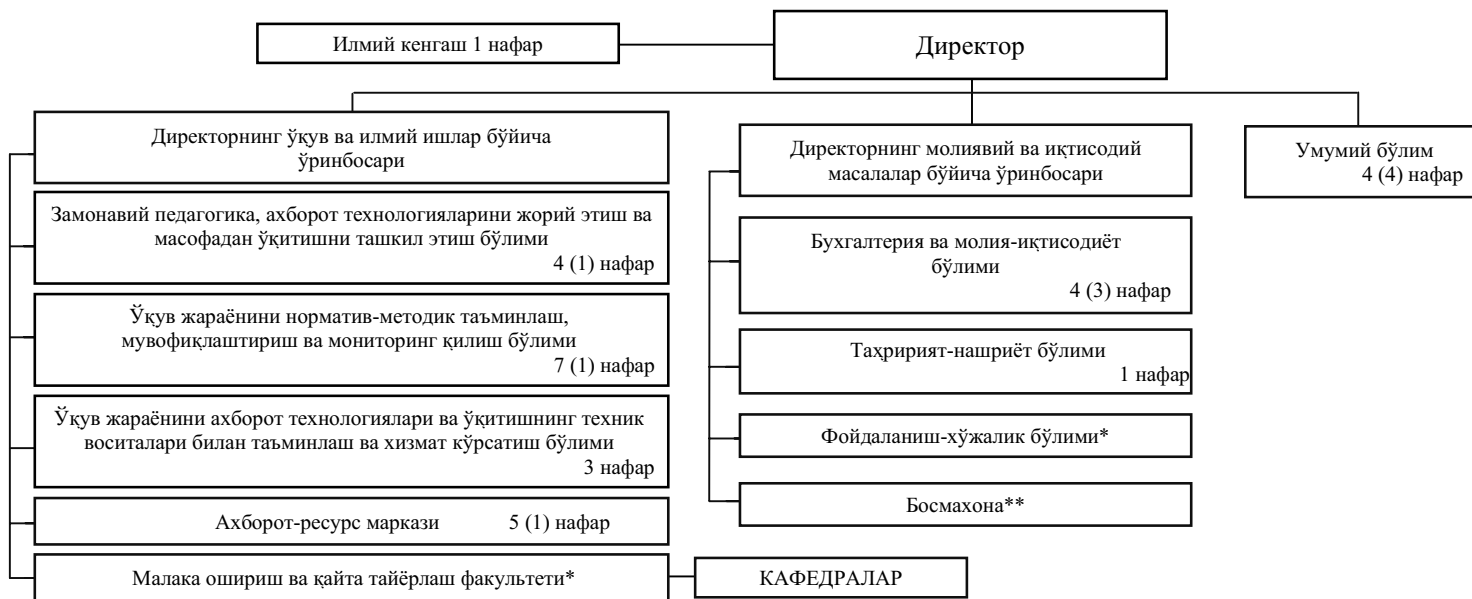 Илмий кенгаш 1 нафар
Директор
Директорнинг ўқув ва илмий ишлар бўйича
ўринбосари
Замонавий педагогика, ахборот технологияларини жорий этиш ва
масофадан ўқитишни ташкил этиш бўлими
4 (1) нафар
Ўқув жараёнини норматив-методик таъминлаш,
мувофиқлаштириш ва мониторинг қилиш бўлими
7 (1) нафар
Ўқув жараёнини ахборот технологиялари ва ўқитишнинг техник
воситалари билан таъминлаш ва хизмат кўрсатиш бўлими
3 нафар
Ахборот-ресурс маркази 5 (1) нафар
Малака ошириш ва қайта тайёрлаш факультети*
КАФЕДРАЛАР
Директорнинг молиявий ва иқтисодий
масалалар бўйича ўринбосари
Бухгалтерия ва молия-иқтисодиёт
бўлими
4 (3) нафар
Таҳририят-нашриёт бўлими
1 нафар
Фойдаланиш-хўжалик бўлими*
Босмахона**
Умумий бўлим
4 (4) нафар